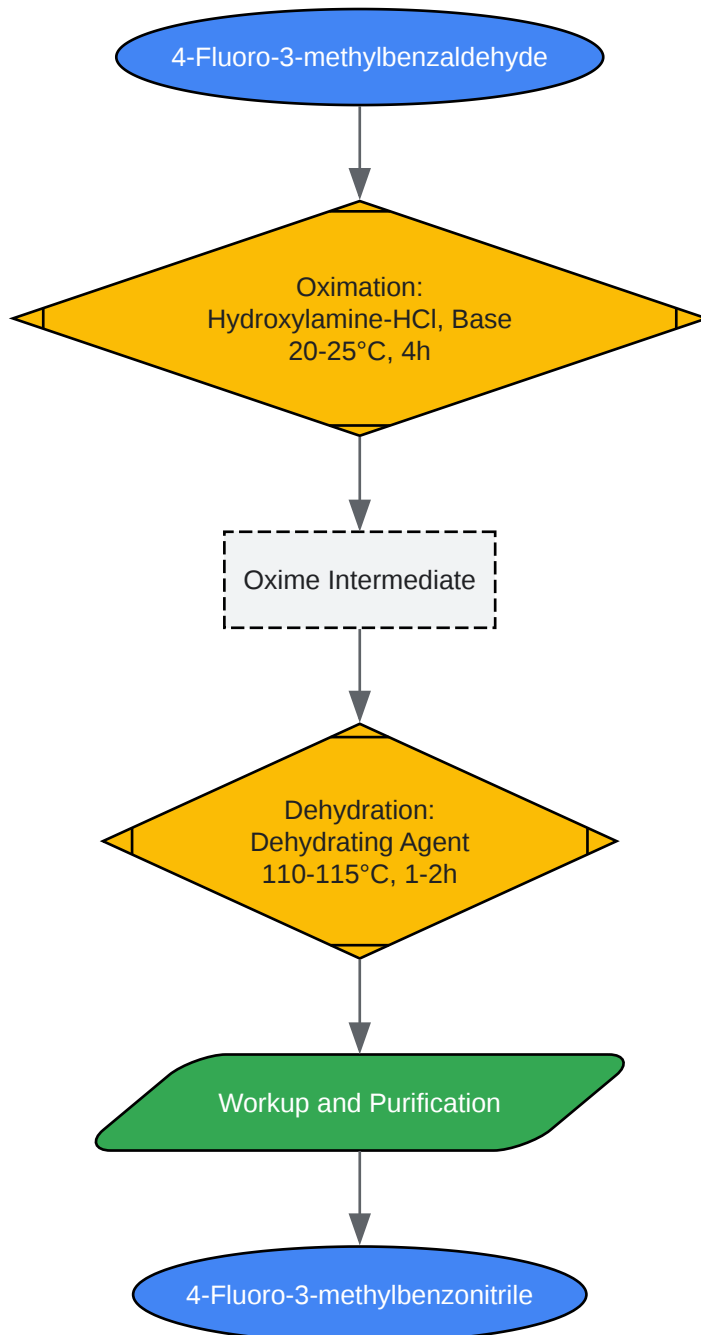 4-Fluoro-3-methylbenzaldehyde
Oximation:
Hydroxylamine-HCl, Base
20-25°C, 4h
Oxime Intermediate
Dehydration:
Dehydrating Agent
110-115°C, 1-2h
Workup and Purification
4-Fluoro-3-methylbenzonitrile